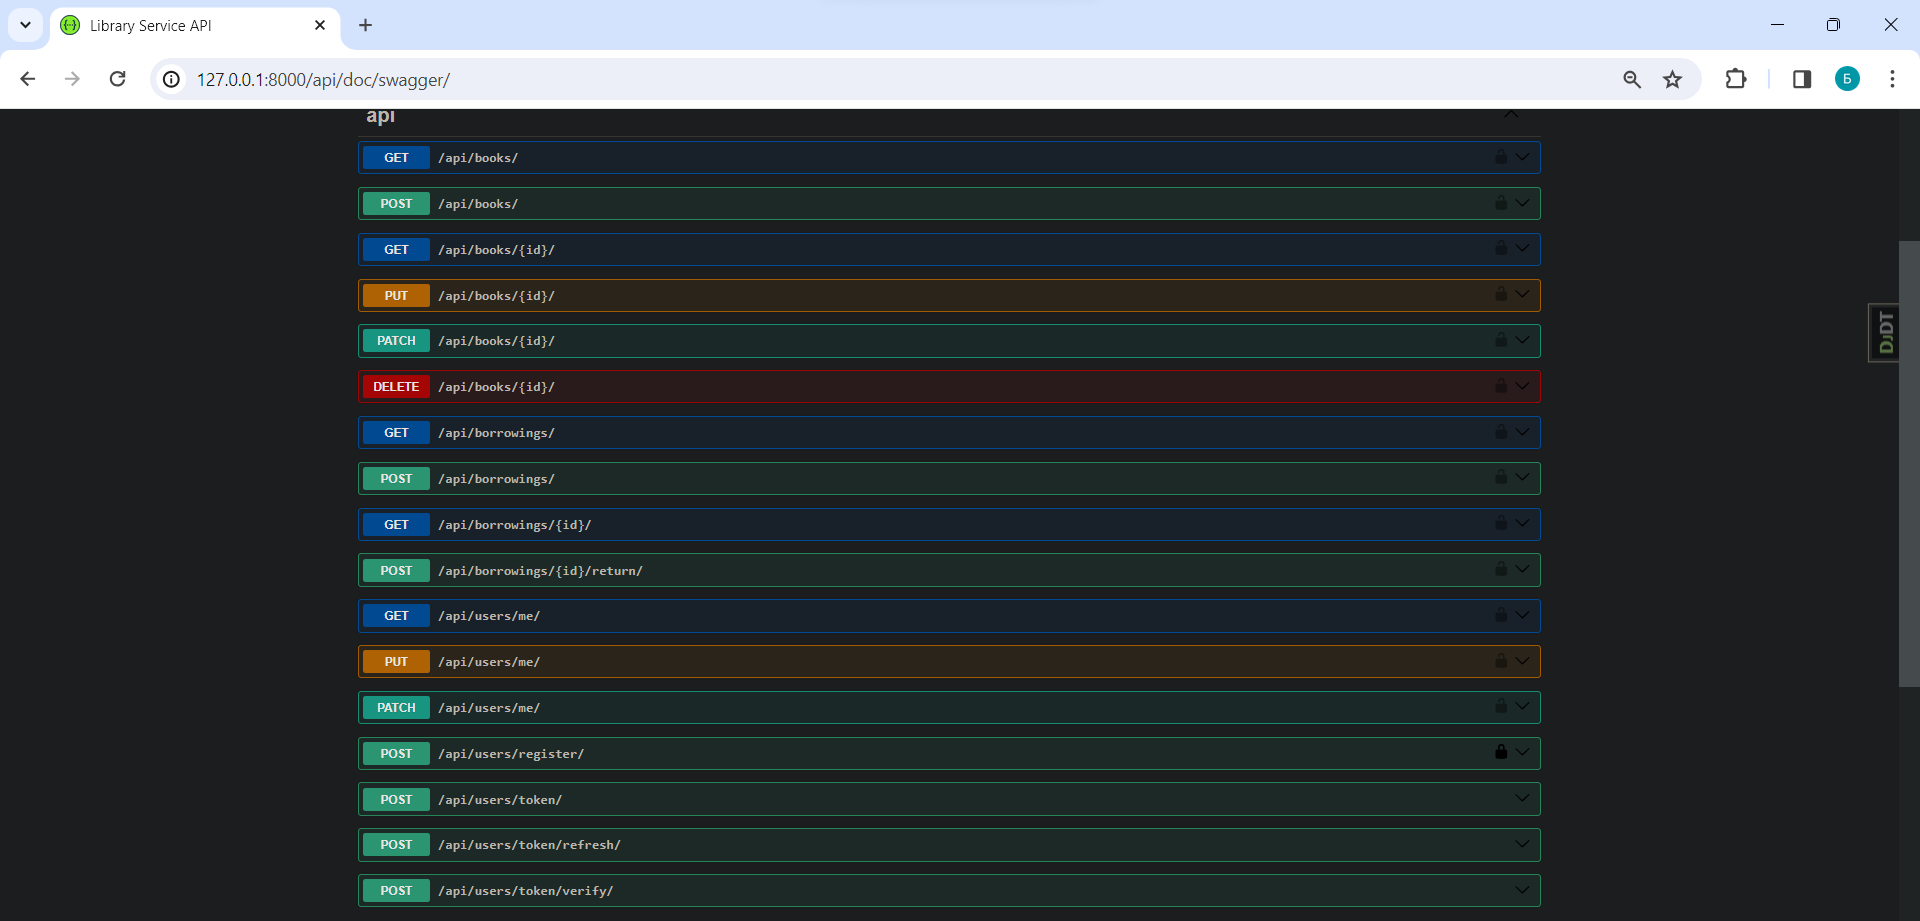 Library Service API
127.0.0.1:8000/api/doc/swagger/
Б
api
GET /api/books/
POST /api/books/
GET /api/books/{id}/
PUT /api/books/{id}/
PATCH /api/books/{id}/
DELETE /api/books/{id}/
GET /api/borrowings/
POST /api/borrowings/
GET /api/borrowings/{id}/
POST /api/borrowings/{id}/return/
GET /api/users/me/
PUT /api/users/me/
PATCH /api/users/me/
POST /api/users/register/
POST /api/users/token/
POST /api/users/token/refresh/
POST /api/users/token/verify/
DJDT